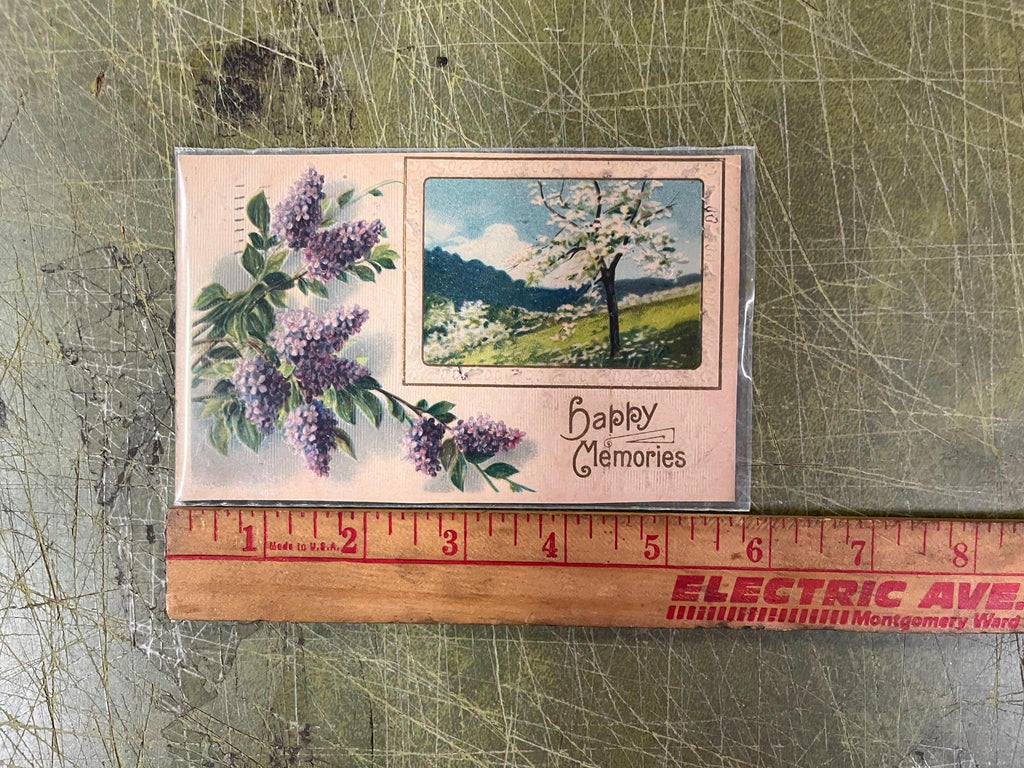 Happy
Memories
1 2 3 4 5 6 7 8
Made in U.S.A.
ELECTRIC AVE.
Montgomery Ward